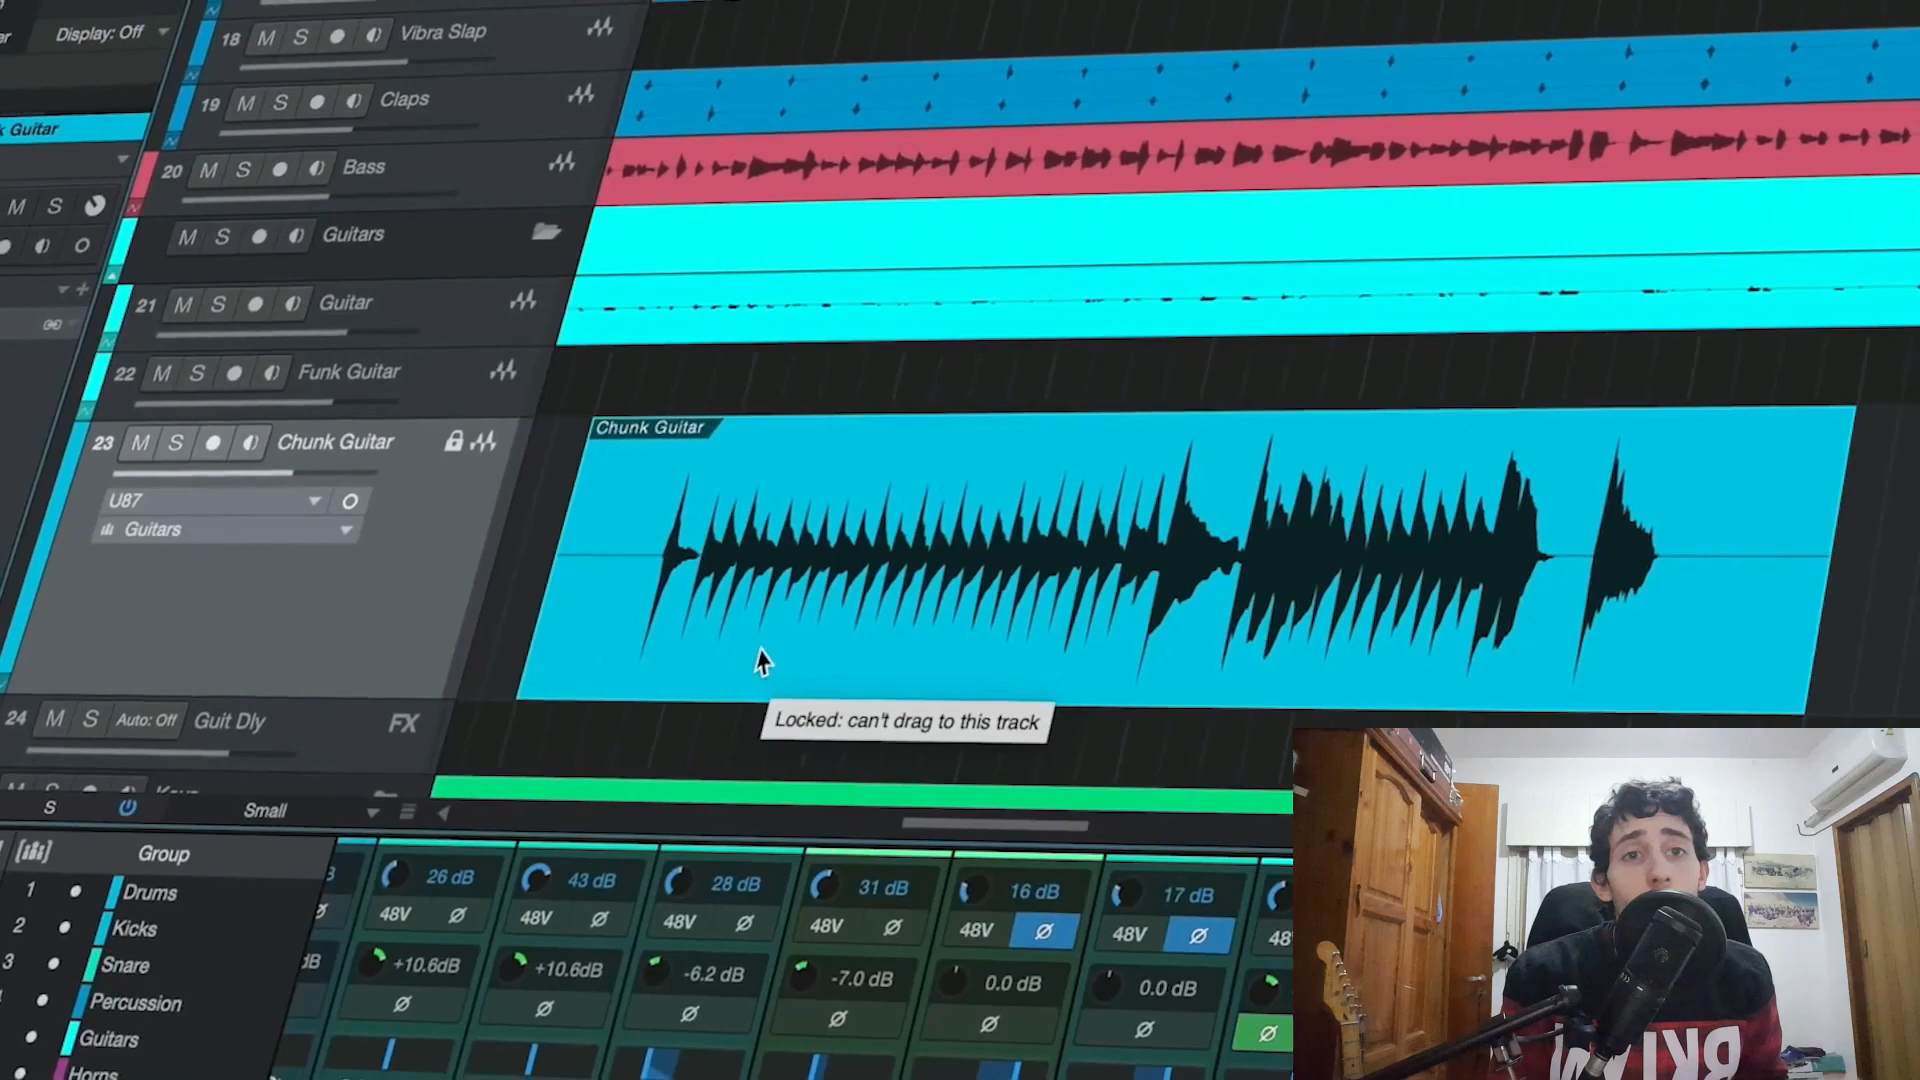 Display: Off
18 M S Vibra Slap
19 M S Claps
k Guitar
20 M S Bass
M S
M S Guitars
21 M S Guitar
22 M S Funk Guitar
23 M S Chunk Guitar
Chunk Guitar
U87
Guitars
24 M S Auto: Off Guit Dly FX
Locked: can't drag to this track
S Small
Group
1 Drums
2 Kicks
3 Snare
Percussion
Guitars
Horns
26 dB 43 dB 28 dB 31 dB 16 dB 17 dB
48V Ø 48V Ø 48V Ø 48V Ø 48V Ø 48V Ø 48
dB +10.6dB +10.6dB -6.2 dB -7.0 dB 0.0 dB 0.0 dB
Ø Ø Ø Ø Ø Ø Ø